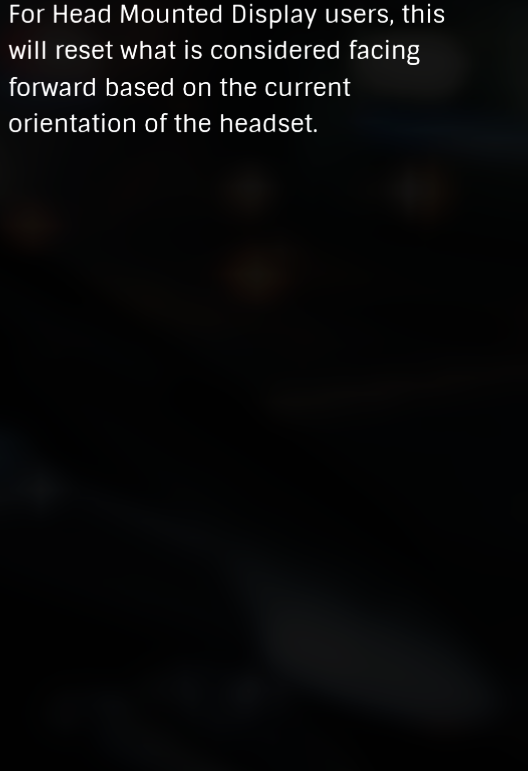 For Head Mounted Display users, this
will reset what is considered facing
forward based on the current
orientation of the headset.